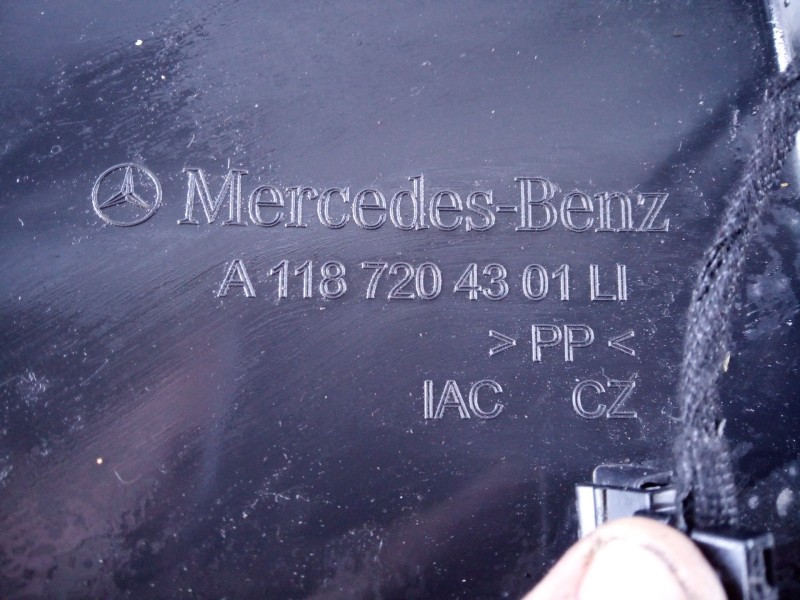 Mercedes-Benz
A 118 720 43 01 LI
> PP <
IAC CZ